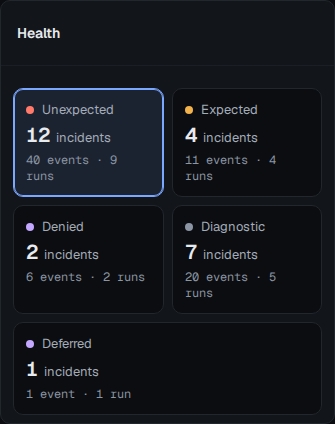 Health
Unexpected
12 incidents
40 events · 9
runs
Expected
4 incidents
11 events · 4
runs
Denied
2 incidents
6 events · 2 runs
Diagnostic
7 incidents
20 events · 5
runs
Deferred
1 incidents
1 event · 1 run